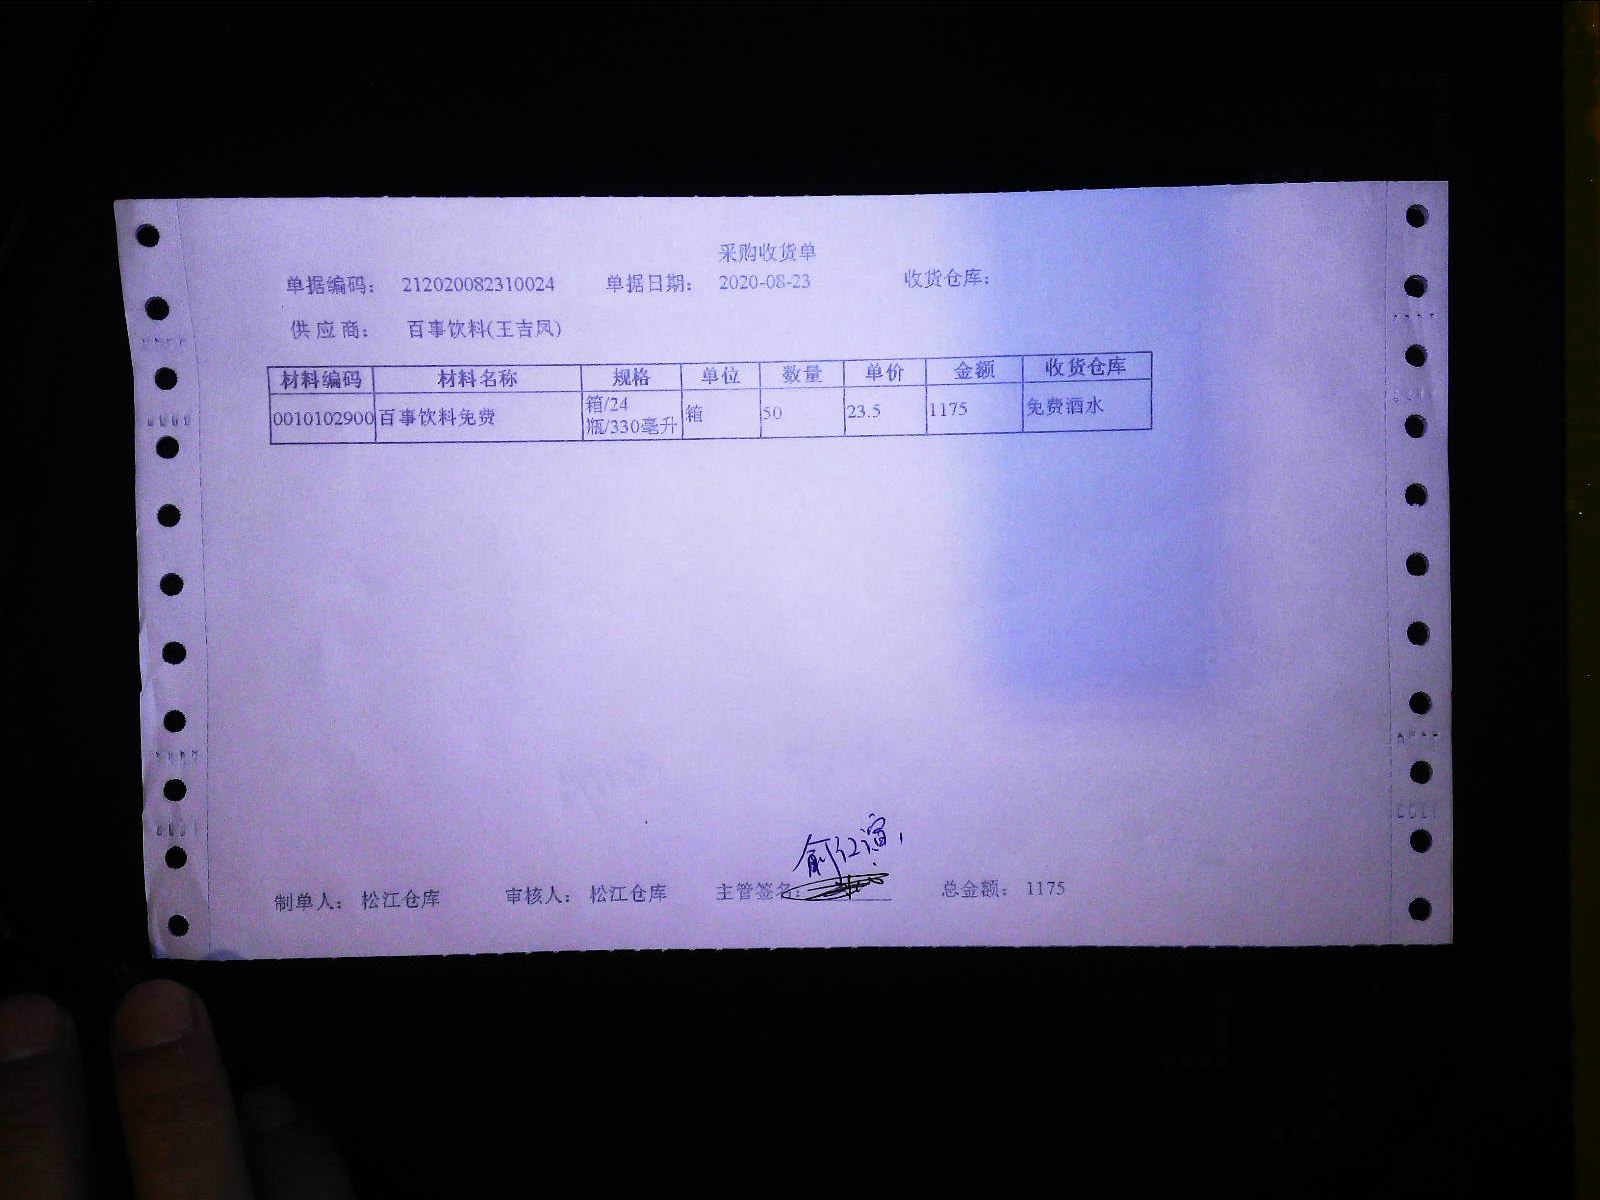 采购收货单
单据编码： 212020082310024 单据日期： 2020-08-23 收货仓库：
供应商： 百事饮料(王吉凤)
材料编码 材料名称 规格 单位 数量 单价 金额 收货仓库
0010102900 百事饮料免费 箱/24瓶/330毫升 箱 50 23.5 1175 免费酒水
制单人： 松江仓库 审核人： 松江仓库 主管签名： 总金额： 1175